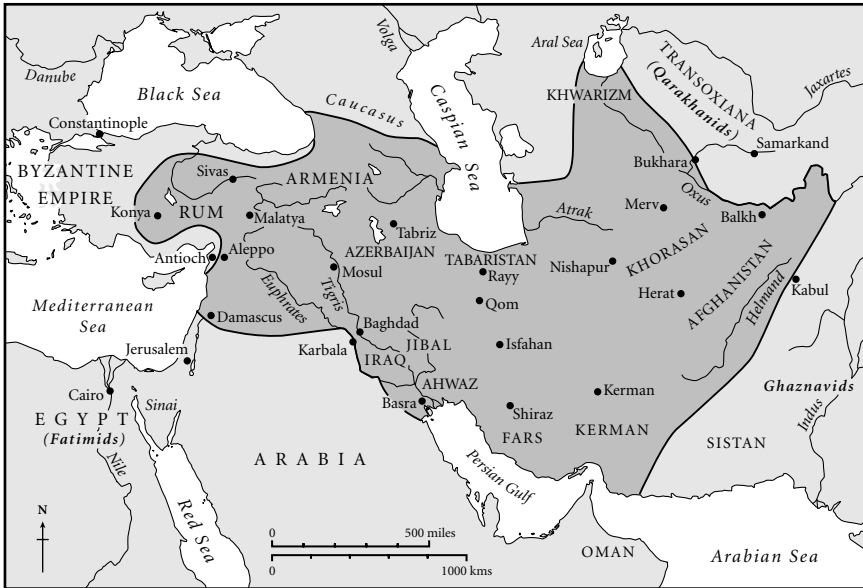 Volga
Aral Sea
TRANSOXIANA
(Qarakhanids)
Jaxartes
Danube
Black Sea
Caucasus
Caspian Sea
KHWARIZM
Constantinople
Samarkand
Bukhara
BYZANTINE
EMPIRE
Sivas
ARMENIA
Oxus
Konya
RUM
Malatya
Atrak
Merv
Balkh
Tabriz
AZERBAIJAN
Antioch
Aleppo
Mosul
TABARISTAN
Rayy
Nishapur
KHORASAN
AFGHANISTAN
Mediterranean
Sea
Euphrates
Tigris
Qom
Herat
Helmand
Kabul
Damascus
Baghdad
JIBAL
Jerusalem
Karbala
IRAQ
Isfahan
Cairo
AHWAZ
Kerman
Ghaznavids
Sinai
Basra
Shiraz
Indus
EGYPT
(Fatimids)
FARS
KERMAN
SISTAN
Nile
ARABIA
Persian Gulf
Red Sea
N
0
500 miles
0
1000 kms
OMAN
Arabian Sea